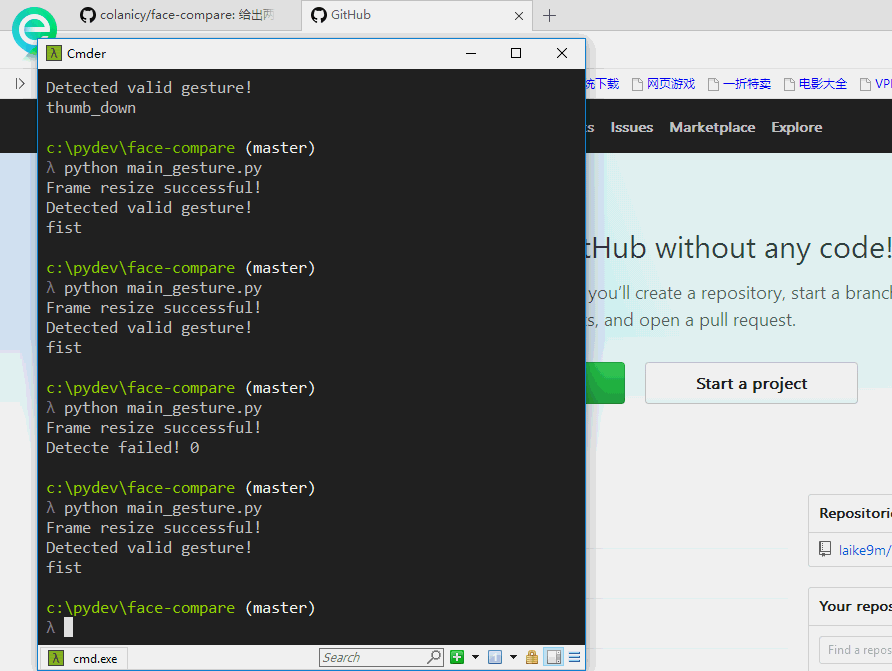 colanicy/face-compare: 给出两
GitHub
λ Cmder
统下载 网页游戏 一折特卖 电影大全 VPI
Issues Marketplace Explore
Detected valid gesture!
thumb_down
c:\pydev\face-compare (master)
λ python main_gesture.py
Frame resize successful!
Detected valid gesture!
fist
c:\pydev\face-compare (master)
λ python main_gesture.py
Frame resize successful!
Detected valid gesture!
fist
c:\pydev\face-compare (master)
λ python main_gesture.py
Frame resize successful!
Detecte failed! 0
c:\pydev\face-compare (master)
λ python main_gesture.py
Frame resize successful!
Detected valid gesture!
fist
c:\pydev\face-compare (master)
λ
λ cmd.exe
Search
tHub without any code!
you’ll create a repository, start a branch
s, and open a pull request.
Start a project
Repositori
laike9m/
Your repos
Find a repos